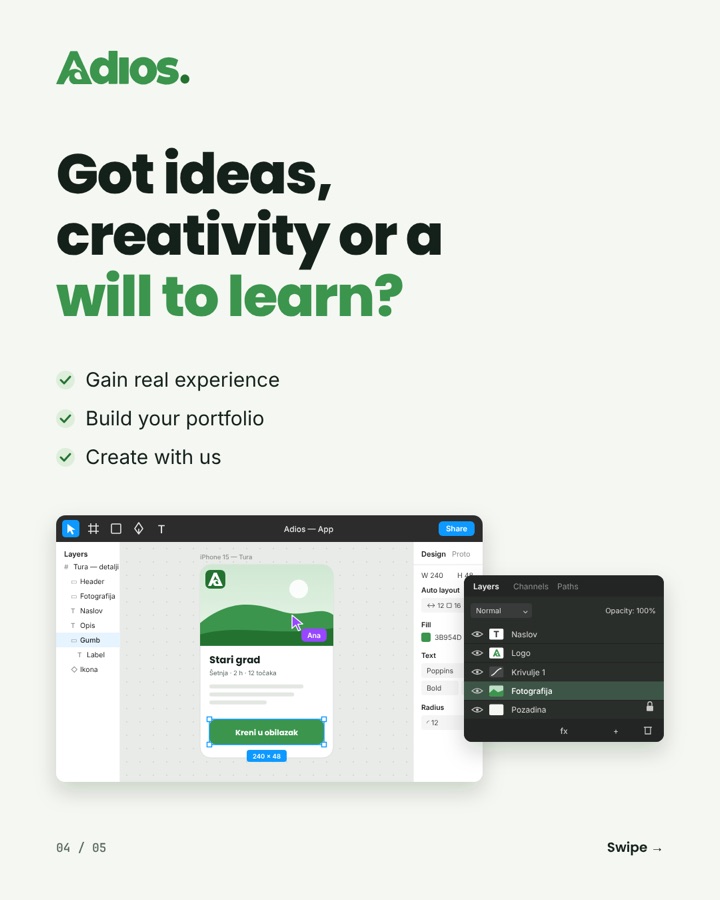 Adios.
Got ideas,
creativity or a
will to learn?
Gain real experience
Build your portfolio
Create with us
T
Adios — App
Share
Layers
# Tura — detalji
Header
Fotografija
T Naslov
T Opis
Gumb
T Label
Ikona
iPhone 15 — Tura
Ana
Stari grad
Šetnja · 2 h · 12 točaka
Kreni u obilazak
240 × 48
Design Proto
W 240 H 48
Auto layout
↔ 12 ☐ 16
Fill
3B954D
Text
Poppins
Bold
Radius
12
Layers Channels Paths
Normal Opacity: 100%
T Naslov
Logo
Krivulje 1
Fotografija
Pozadina
fx +
04 / 05
Swipe →